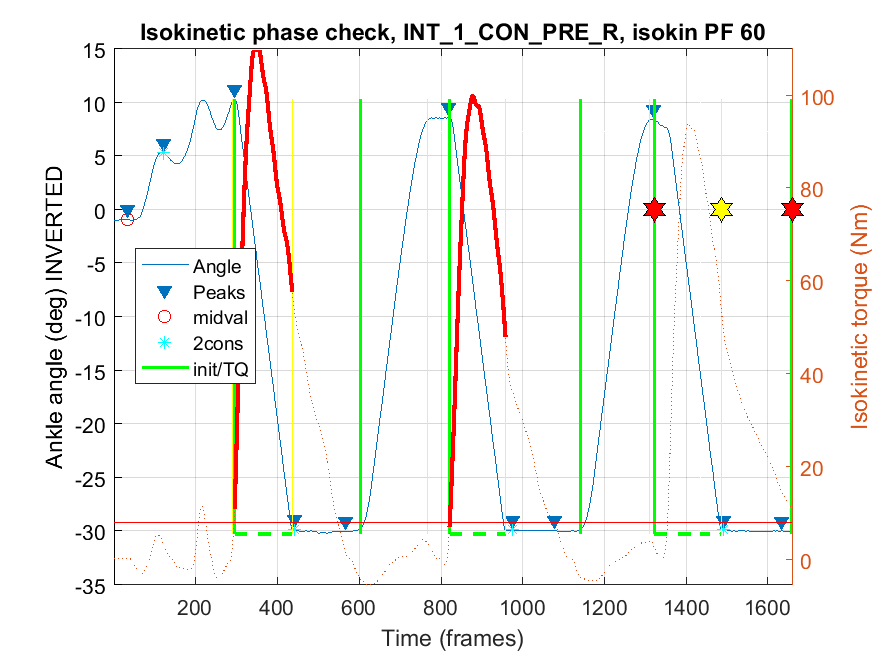 Isokinetic phase check, INT_1_CON_PRE_R, isokin PF 60
15
10
5
0
-5
-10
-15
-20
-25
-30
-35
Ankle angle (deg) INVERTED
Angle
Peaks
midval
2cons
init/TQ
100
80
60
40
20
0
Isokinetic torque (Nm)
200
400
600
800
1000
1200
1400
1600
Time (frames)